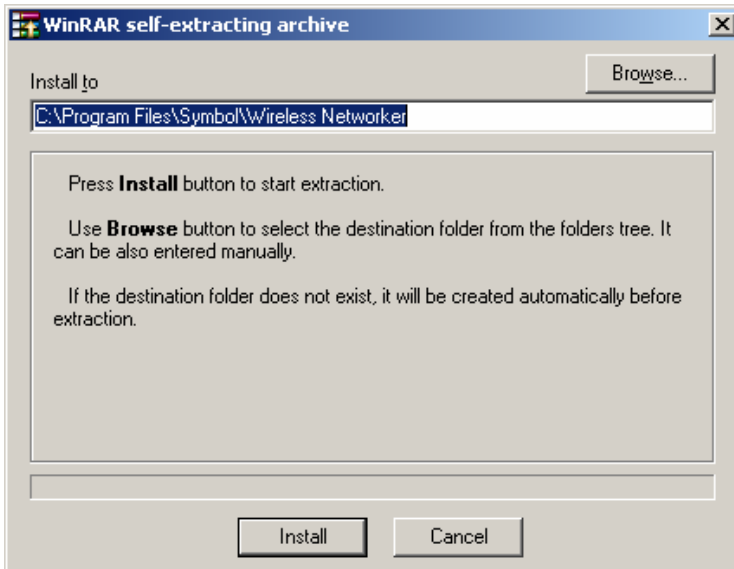 WinRAR self-extracting archive
Install to
Browse...
C:\Program Files\Symbol\Wireless Networker
Press Install button to start extraction.
Use Browse button to select the destination folder from the folders tree. It
can be also entered manually.
If the destination folder does not exist, it will be created automatically before
extraction.
Install
Cancel